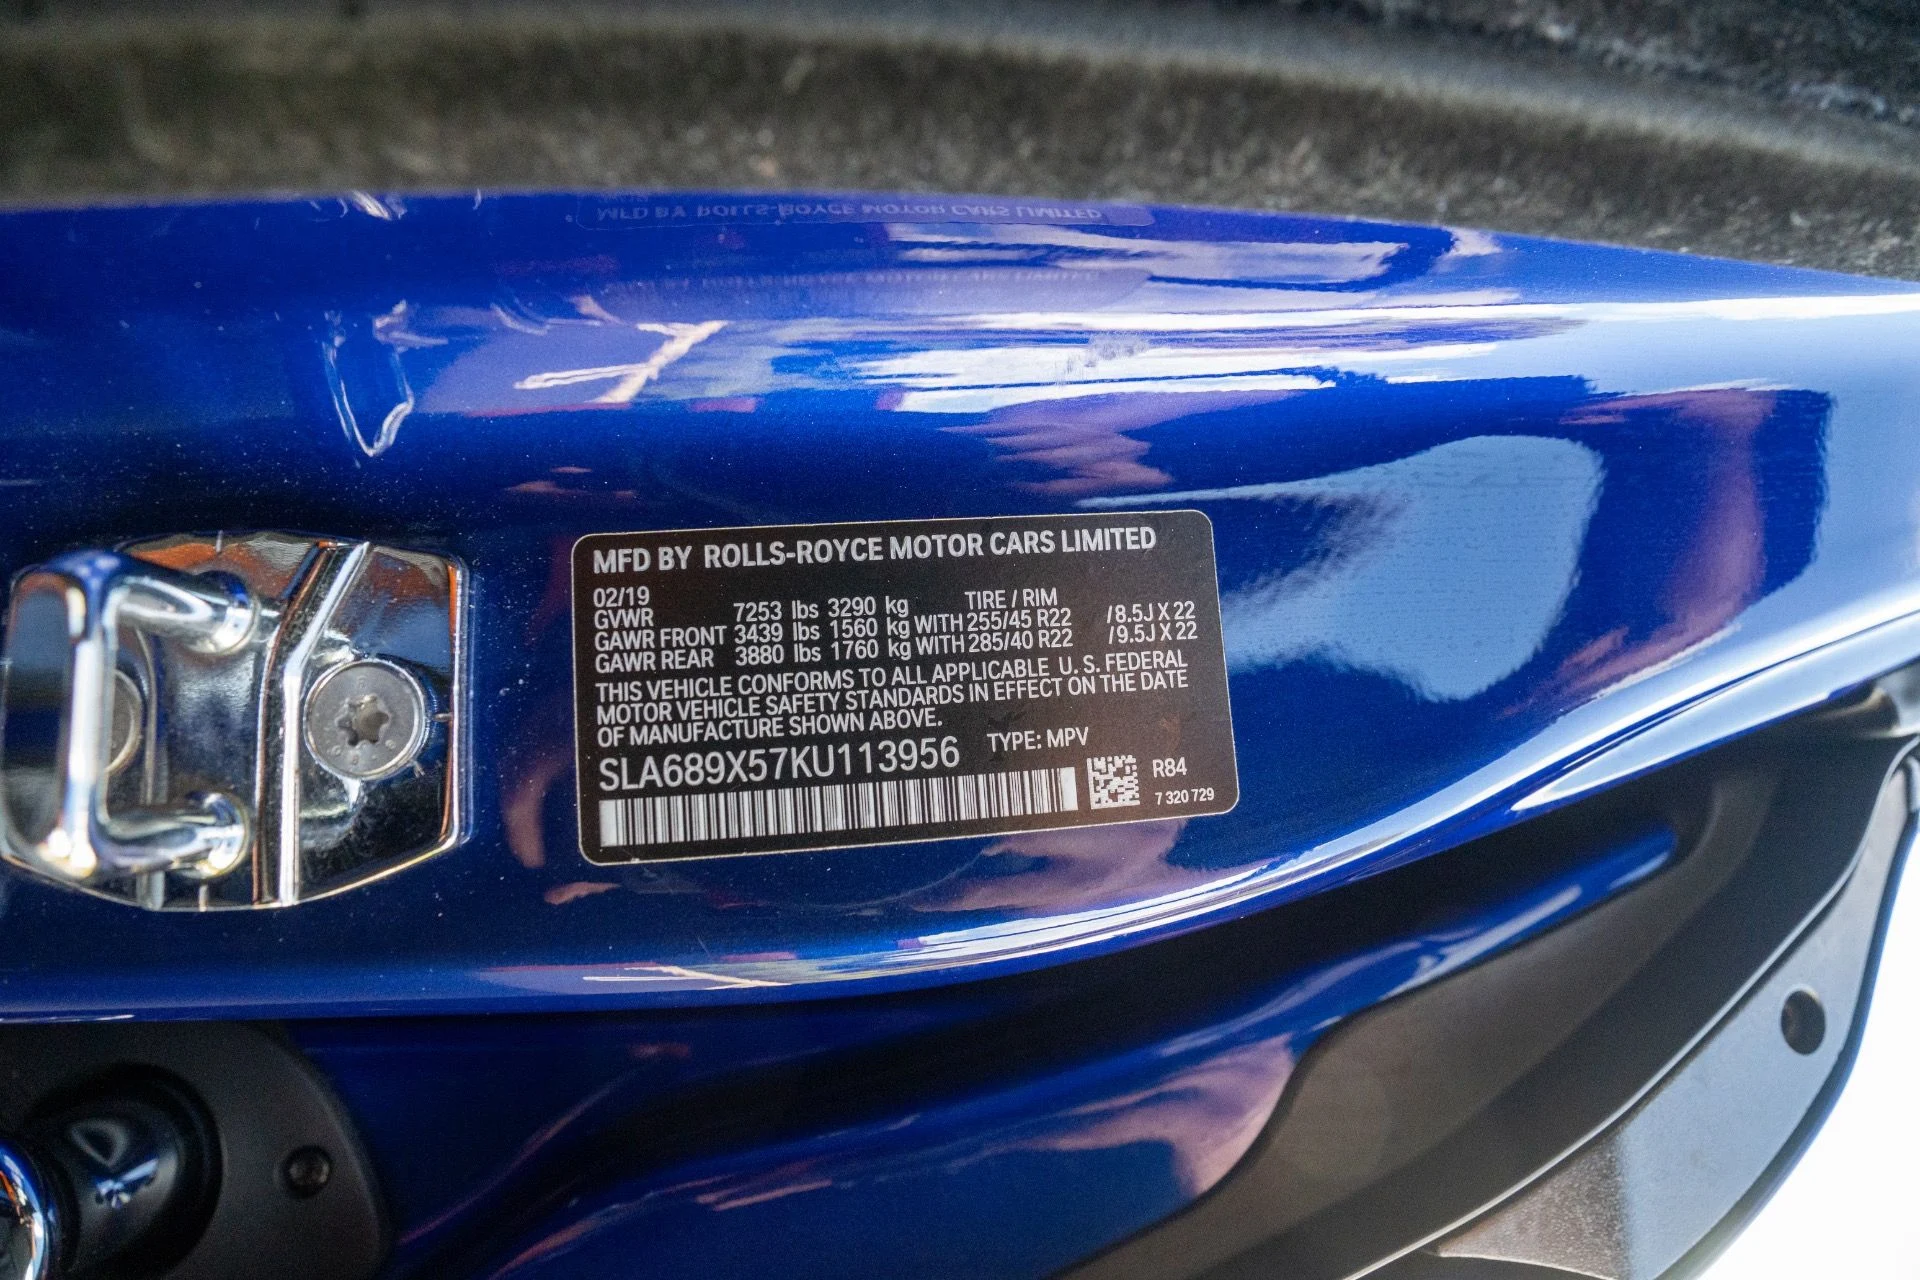 MFD BY ROLLS-ROYCE MOTOR CARS LIMITED
02/19 TIRE / RIM
GVWR 7253 lbs 3290 kg
GAWR FRONT 3439 lbs 1560 kg WITH 255/45 R22 /8.5J X 22
GAWR REAR 3880 lbs 1760 kg WITH 285/40 R22 /9.5J X 22
THIS VEHICLE CONFORMS TO ALL APPLICABLE U. S. FEDERAL
MOTOR VEHICLE SAFETY STANDARDS IN EFFECT ON THE DATE
OF MANUFACTURE SHOWN ABOVE.
SLA689X57KU113956 TYPE: MPV
R84
7 320 729